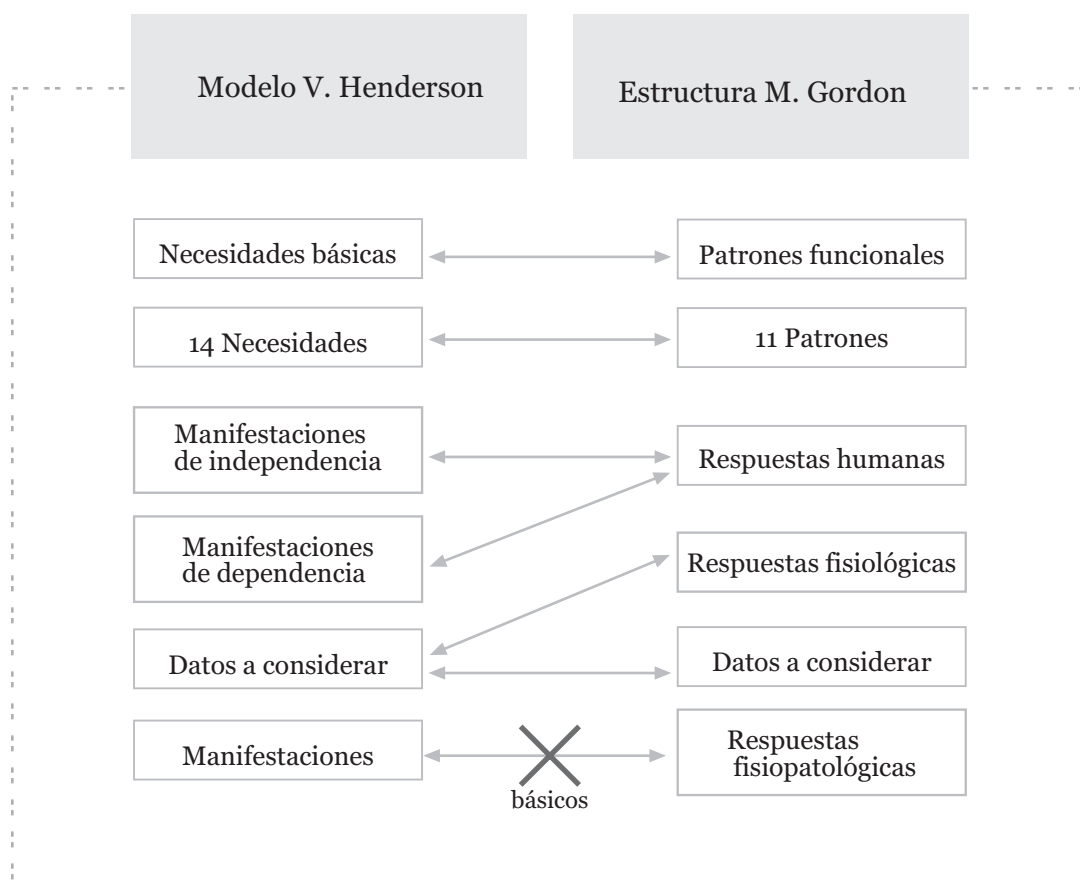 Modelo V. Henderson
Estructura M. Gordon
Necesidades básicas
Patrones funcionales
14 Necesidades
11 Patrones
Manifestaciones
de independencia
Respuestas humanas
Manifestaciones
de dependencia
Respuestas fisiológicas
Datos a considerar
Datos a considerar
Manifestaciones
básicos
Respuestas
fisiopatológicas